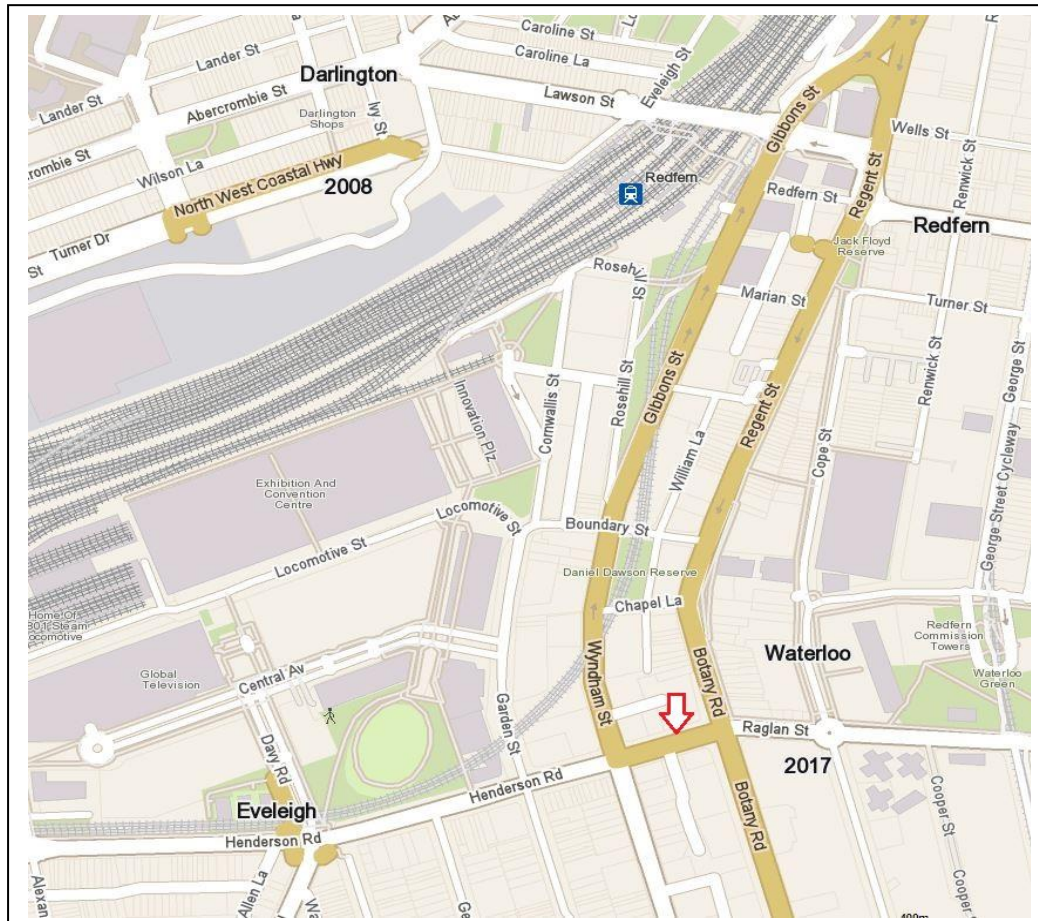 Caroline St
Lander St
Caroline La
Eveleigh St
Darlington
Lander St
Abercrombie St
Lawson St
Gibbons St
Ivy St
Darlington
Shops
Wells St
Wilson La
Renwick St
North West Coastal Hwy
2008
Redfern
Redfern St
Regent St
Redfern
Turner Dr
Jack Floyd
Reserve
Rosehill St
Marian St
Turner St
Renwick St
George St
Innovation Plz
Cornwallis St
Rosehill St
Gibbons St
Regent St
William La
Cope St
George Street Cycleway
George St
Exhibition And
Convention
Centre
Locomotive St
Boundary St
Locomotive St
Daniel Dawson Reserve
Chapel La
Home Of
Steam
Redfern
Commission
Towers
Waterloo
Green
Waterloo
Global
Television
Central Av
Wyndham St
Botany Rd
Garden St
Raglan St
2017
Davy Rd
Henderson Rd
Eveleigh
Botany Rd
Henderson Rd
Cooper St
Allen La